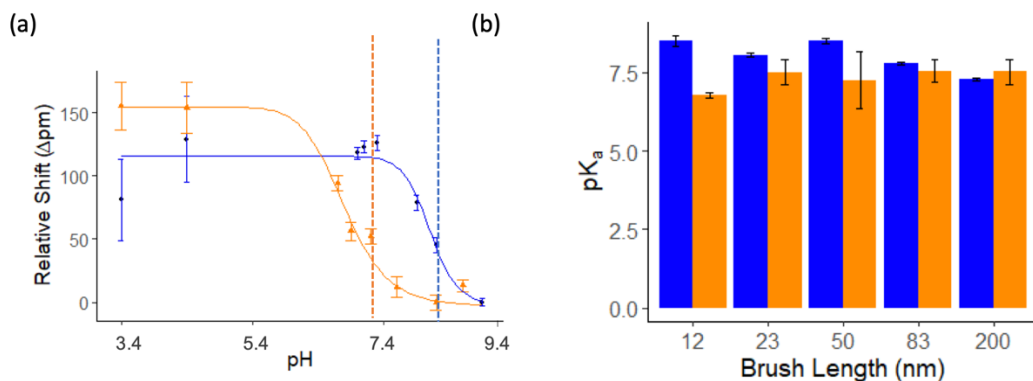 (a)
Relative Shift (Δpm)
150
100
50
0
3.4 5.4 7.4 9.4
pH
(b)
pKa
7.5
5.0
2.5
0.0
12 23 50 83 200
Brush Length (nm)